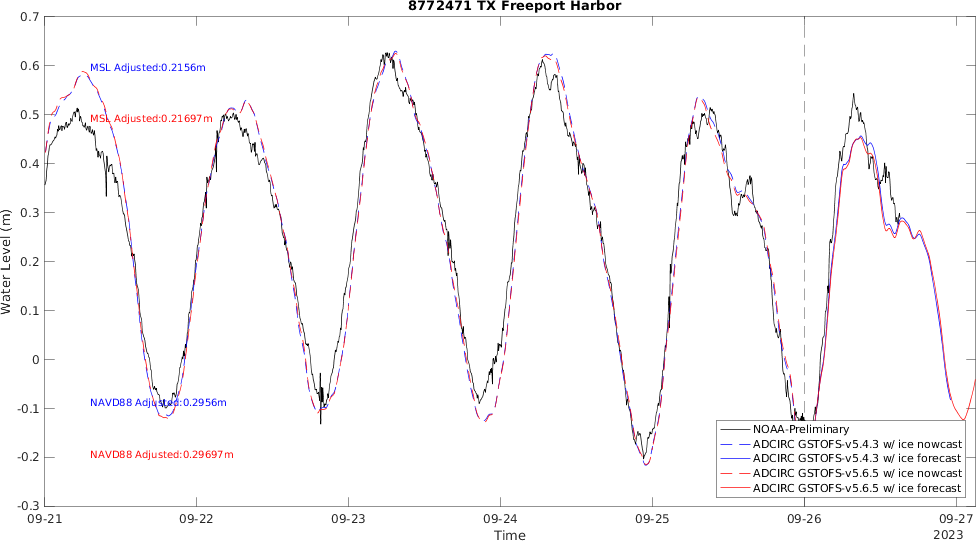 8772471 TX Freeport Harbor
0.7
0.6
0.5
0.4
0.3
0.2
0.1
0
-0.1
-0.2
-0.3
Water Level (m)
MSL Adjusted:0.2156m
MSL Adjusted:0.21697m
NAVD88 Adjusted:0.2956m
NAVD88 Adjusted:0.29697m
NOAA-Preliminary
ADCIRC GSTOFS-v5.4.3 w/ ice nowcast
ADCIRC GSTOFS-v5.4.3 w/ ice forecast
ADCIRC GSTOFS-v5.6.5 w/ ice nowcast
ADCIRC GSTOFS-v5.6.5 w/ ice forecast
09-21 09-22 09-23 09-24 09-25 09-26 09-27
Time 2023